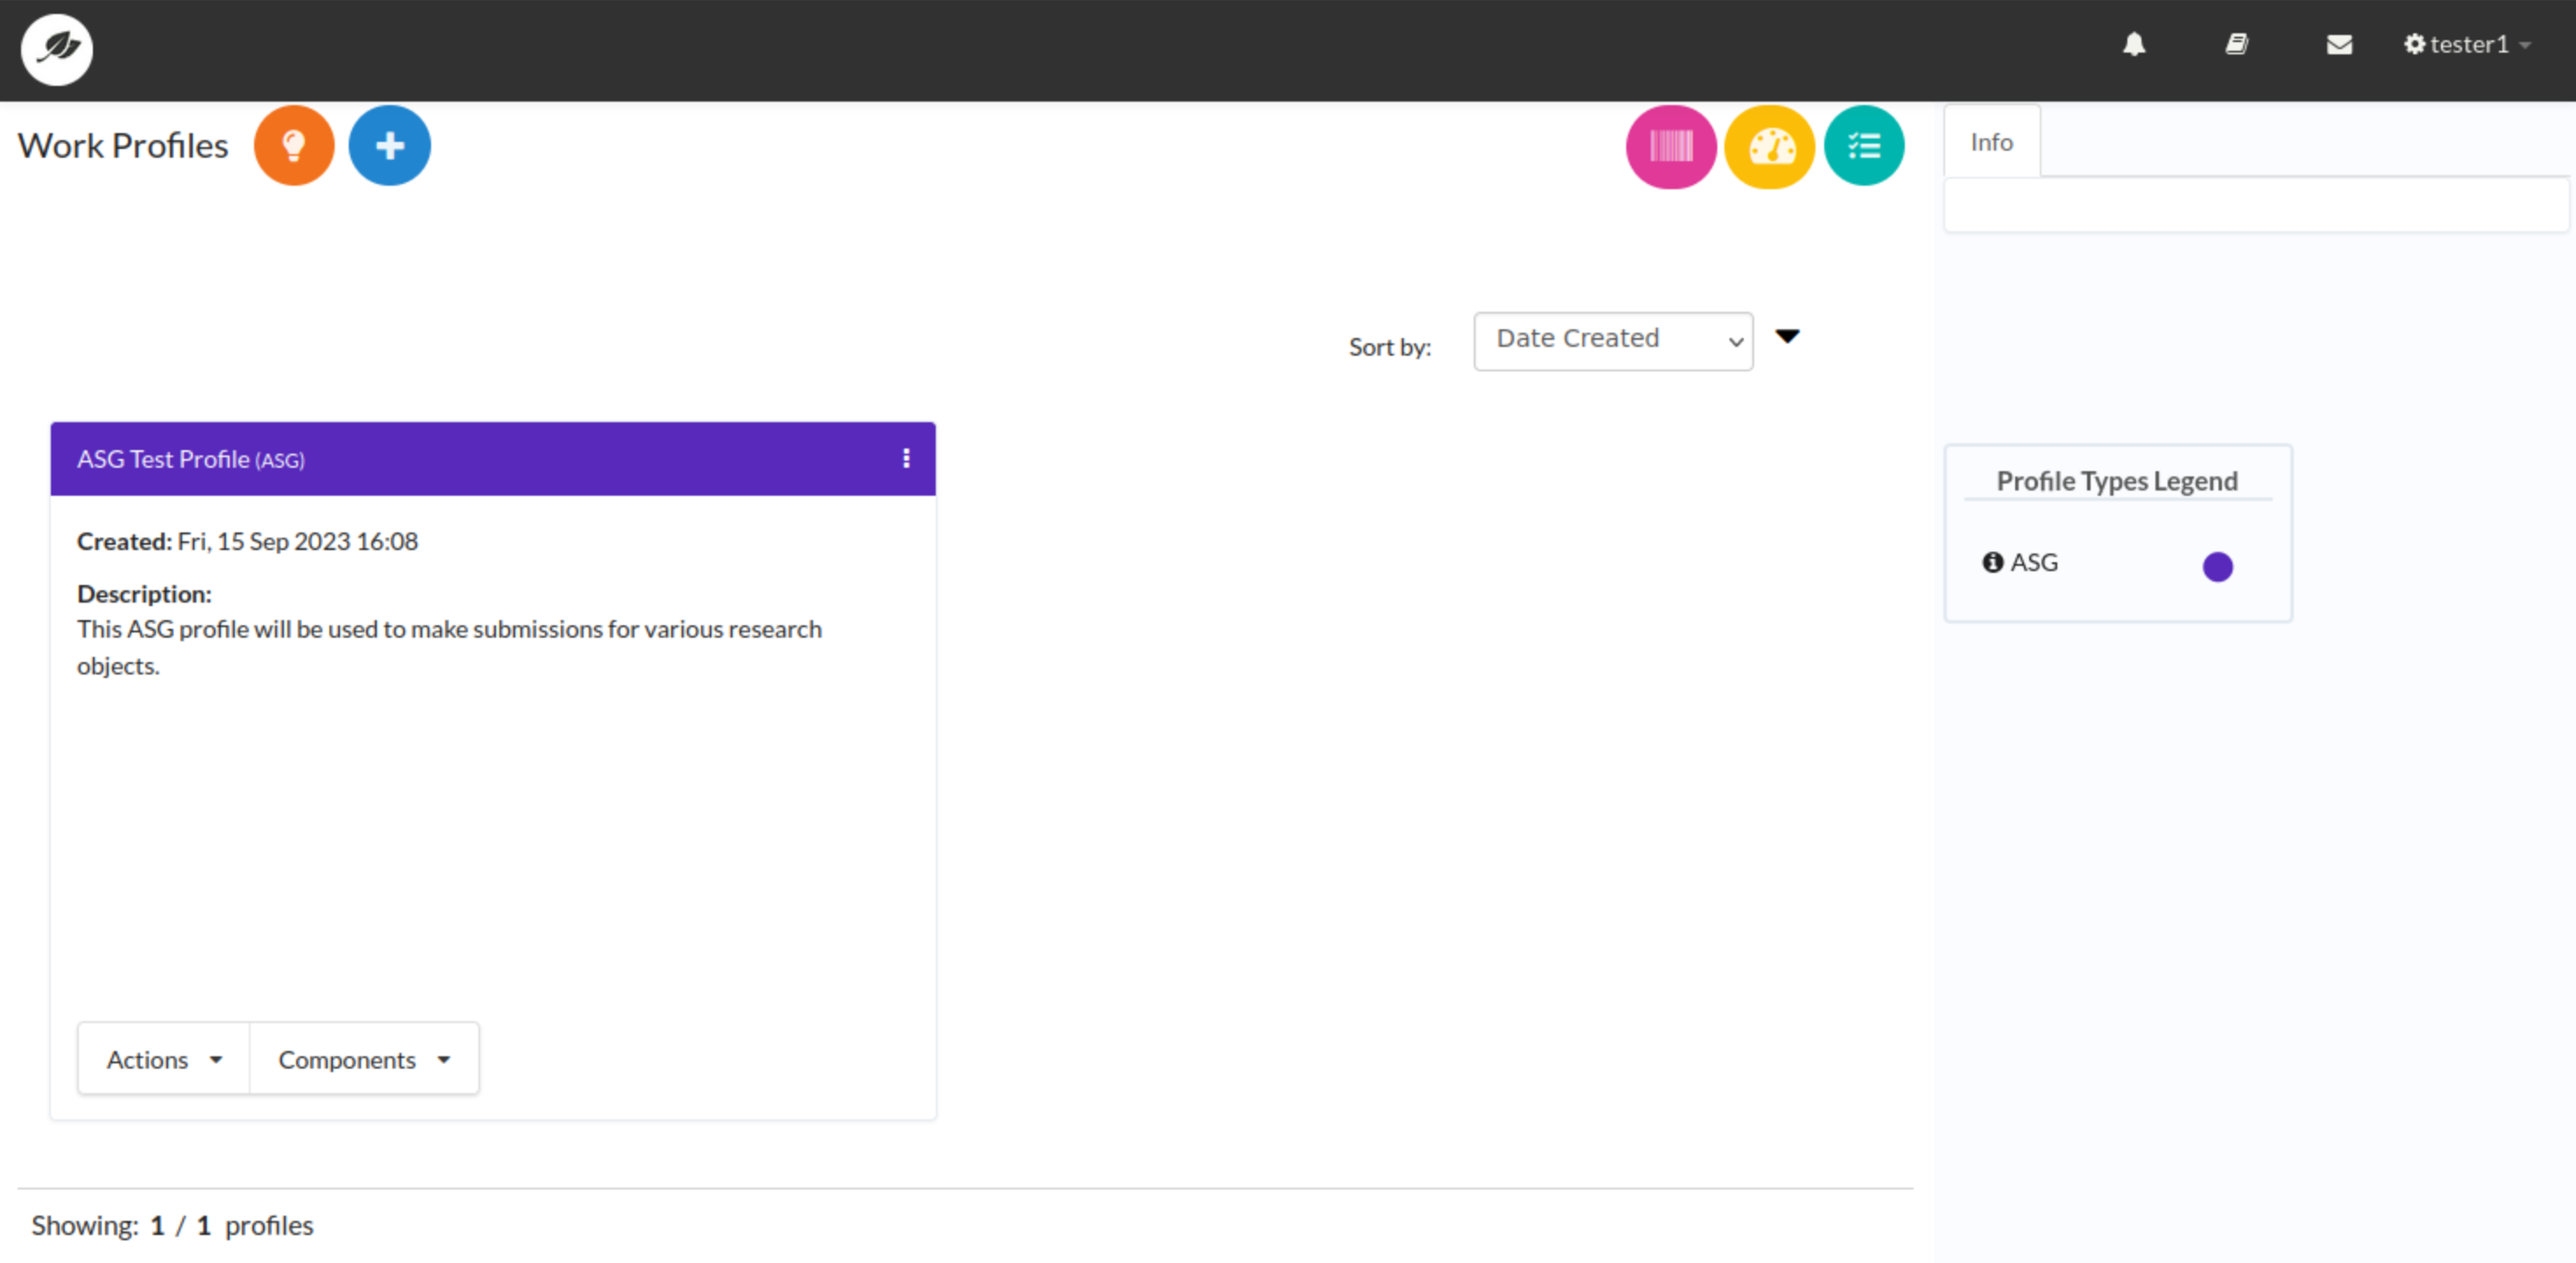 tester1
Work Profiles
Info
Sort by: Date Created
ASG Test Profile (ASG)
Created: Fri, 15 Sep 2023 16:08
Description:
This ASG profile will be used to make submissions for various research
objects.
Actions Components
Profile Types Legend
ASG
Showing: 1 / 1 profiles